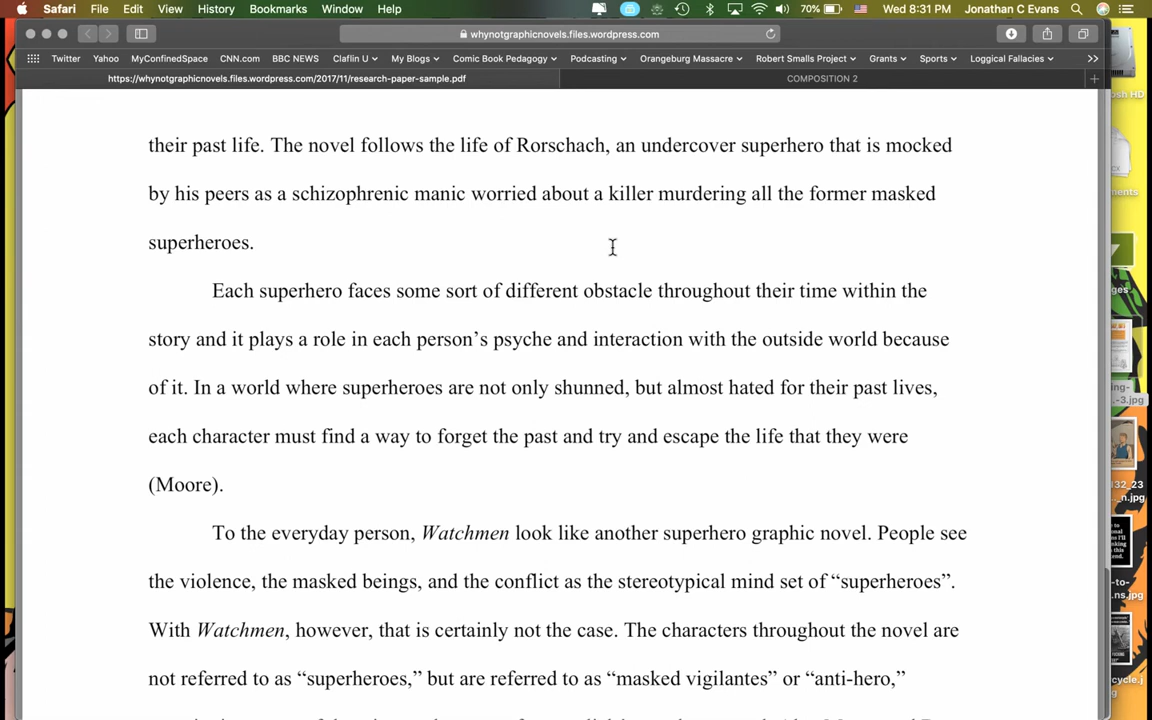 Safari File Edit View History Bookmarks Window Help 70% Wed 8:31 PM Jonathan C Evans
whynotgraphicnovels.files.wordpress.com
Twitter Yahoo MyConfinedSpace CNN.com BBC NEWS Claflin U My Blogs Comic Book Pedagogy Podcasting Orangeburg Massacre Robert Smalls Project Grants Sports Loggical Fallacies
https://whynotgraphicnovels.files.wordpress.com/2017/11/research-paper-sample.pdf COMPOSITION 2
their past life. The novel follows the life of Rorschach, an undercover superhero that is mocked
by his peers as a schizophrenic manic worried about a killer murdering all the former masked
superheroes.
Each superhero faces some sort of different obstacle throughout their time within the
story and it plays a role in each person’s psyche and interaction with the outside world because
of it. In a world where superheroes are not only shunned, but almost hated for their past lives,
each character must find a way to forget the past and try and escape the life that they were
(Moore).
To the everyday person, Watchmen look like another superhero graphic novel. People see
the violence, the masked beings, and the conflict as the stereotypical mind set of “superheroes”.
With Watchmen, however, that is certainly not the case. The characters throughout the novel are
not referred to as “superheroes,” but are referred to as “masked vigilantes” or “anti-hero,”